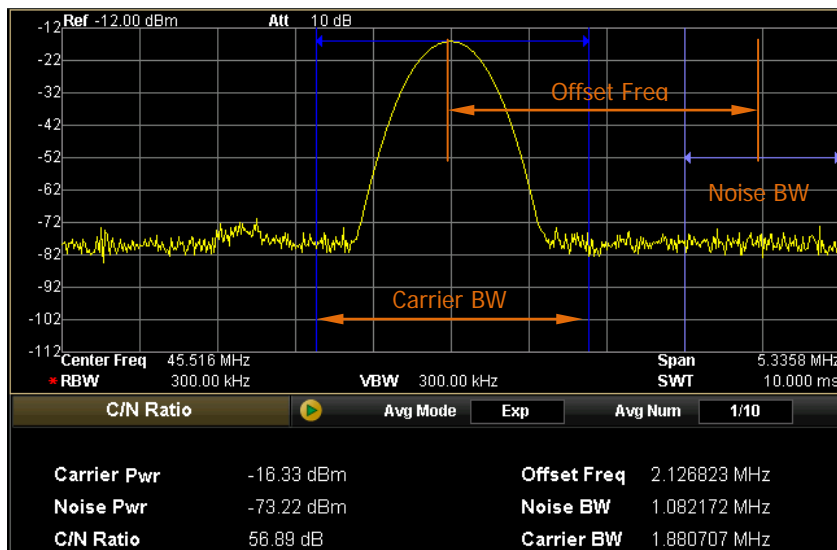 Ref -12.00 dBm Att 10 dB
-12
-22
-32
-42
-52
-62
-72
-82
-92
-102
-112
Offset Freq
Noise BW
Carrier BW
Center Freq 45.516 MHz Span 5.3358 MHz
* RBW 300.00 kHz VBW 300.00 kHz SWT 10.000 ms
C/N Ratio Avg Mode Exp Avg Num 1/10
Carrier Pwr -16.33 dBm Offset Freq 2.126823 MHz
Noise Pwr -73.22 dBm Noise BW 1.082172 MHz
C/N Ratio 56.89 dB Carrier BW 1.880707 MHz